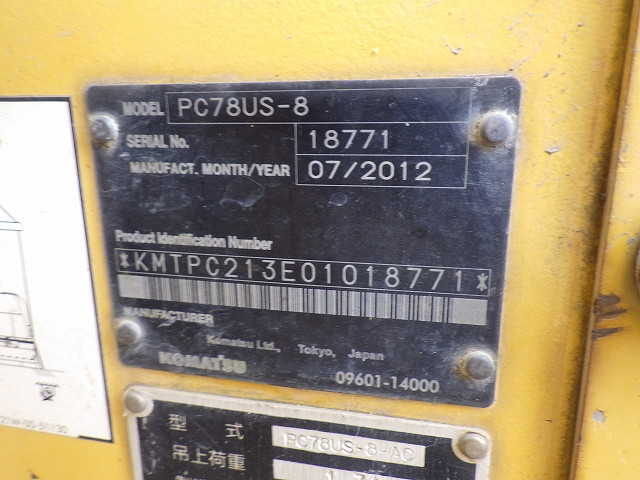 MODEL PC78US-8
SERIAL No. 18771
MANUFACT. MONTH/YEAR 07/2012
Product Identification Number
*KMTPC213E01018771*
MANUFACTURER
Komatsu Ltd., Tokyo, Japan
KOMATSU 09601-14000
型式 PC78US-8-AC
吊上荷重